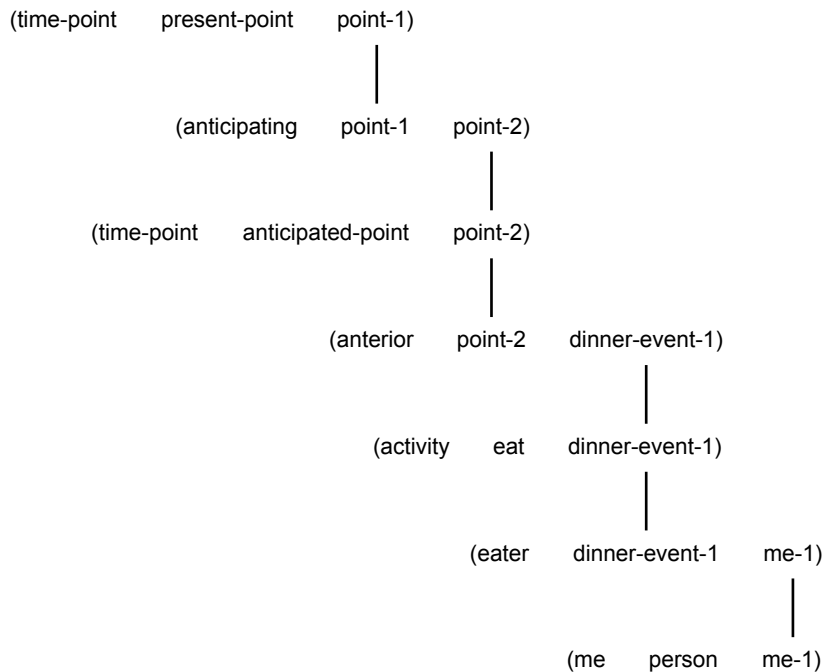 (time-point present-point point-1)
(anticipating point-1 point-2)
(time-point anticipated-point point-2)
(anterior point-2 dinner-event-1)
(activity eat dinner-event-1)
(eater dinner-event-1 me-1)
(me person me-1)